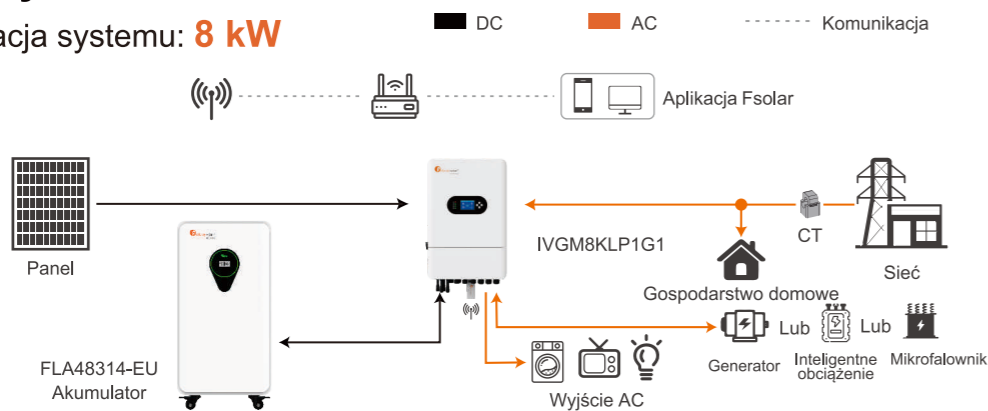 DC
AC
Komunikacja
acja systemu: 8 kW
Aplikacja Fsolar
Panel
IVGM8KLP1G1
CT
Sieć
Gospodarstwo domowe
Lub
Lub
Generator
Inteligentne
obciążenie
Mikrofalownik
FLA48314-EU
Akumulator
Wyjście AC